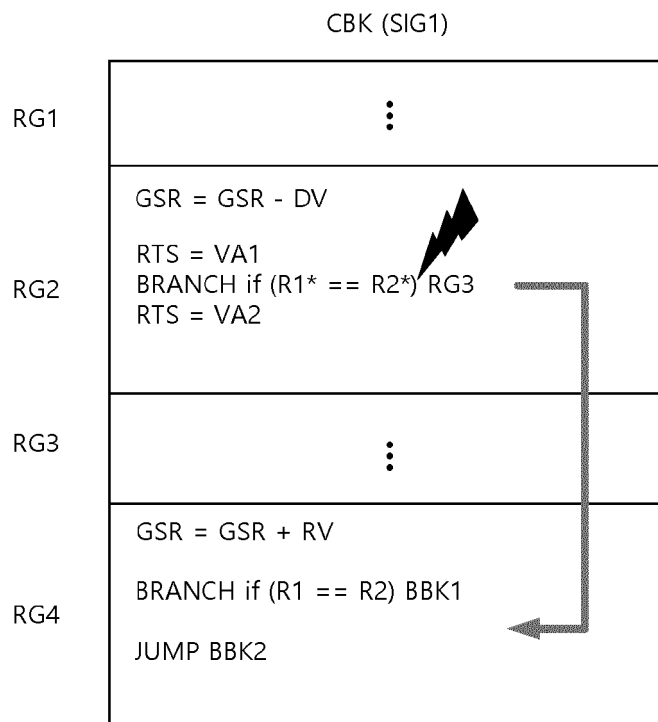 CBK (SIG1)
RG1
RG2
GSR = GSR - DV
RTS = VA1
BRANCH if (R1* == R2*) RG3
RTS = VA2
RG3
RG4
GSR = GSR + RV
BRANCH if (R1 == R2) BBK1
JUMP BBK2